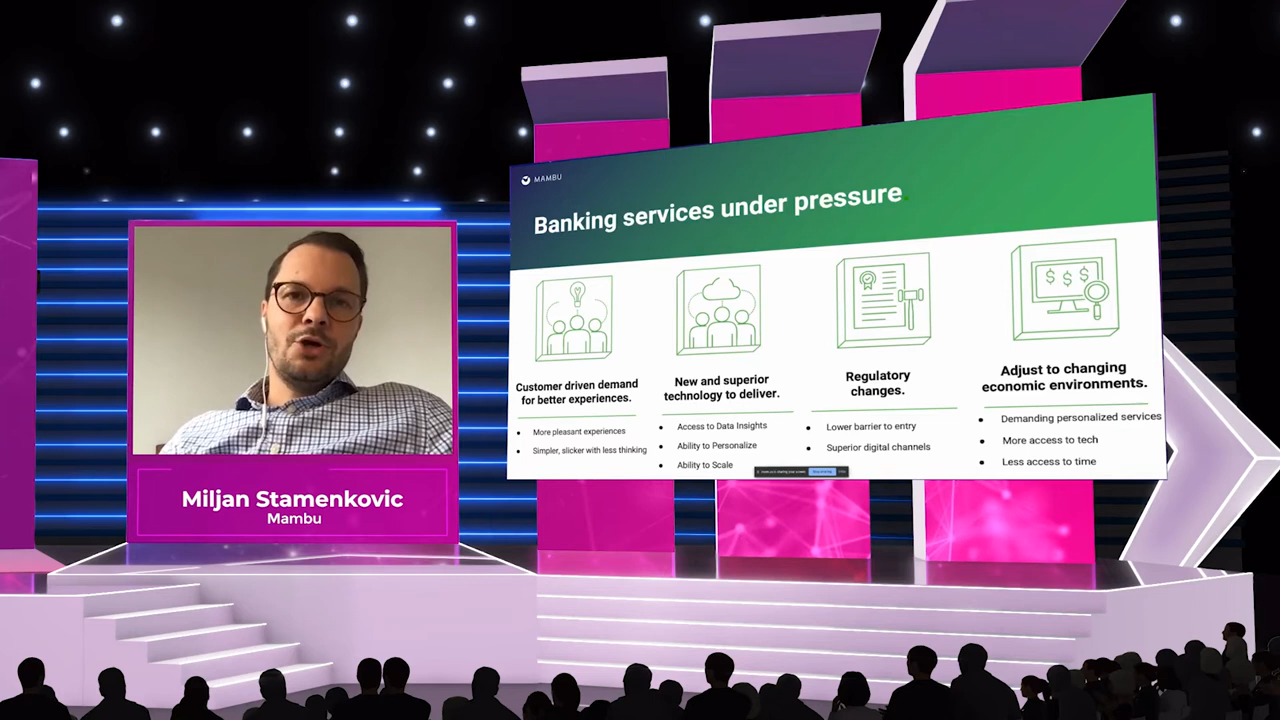 MAMBU
Banking services under pressure
Customer driven demand
for better experiences.
More pleasant experiences
Simpler, slicker with less thinking
New and superior
technology to deliver.
Access to Data Insights
Ability to Personalize
Ability to Scale
Regulatory
changes.
Lower barrier to entry
Superior digital channels
Adjust to changing
economic environments.
Demanding personalized services
More access to tech
Less access to time
Miljan Stamenkovic
Mambu